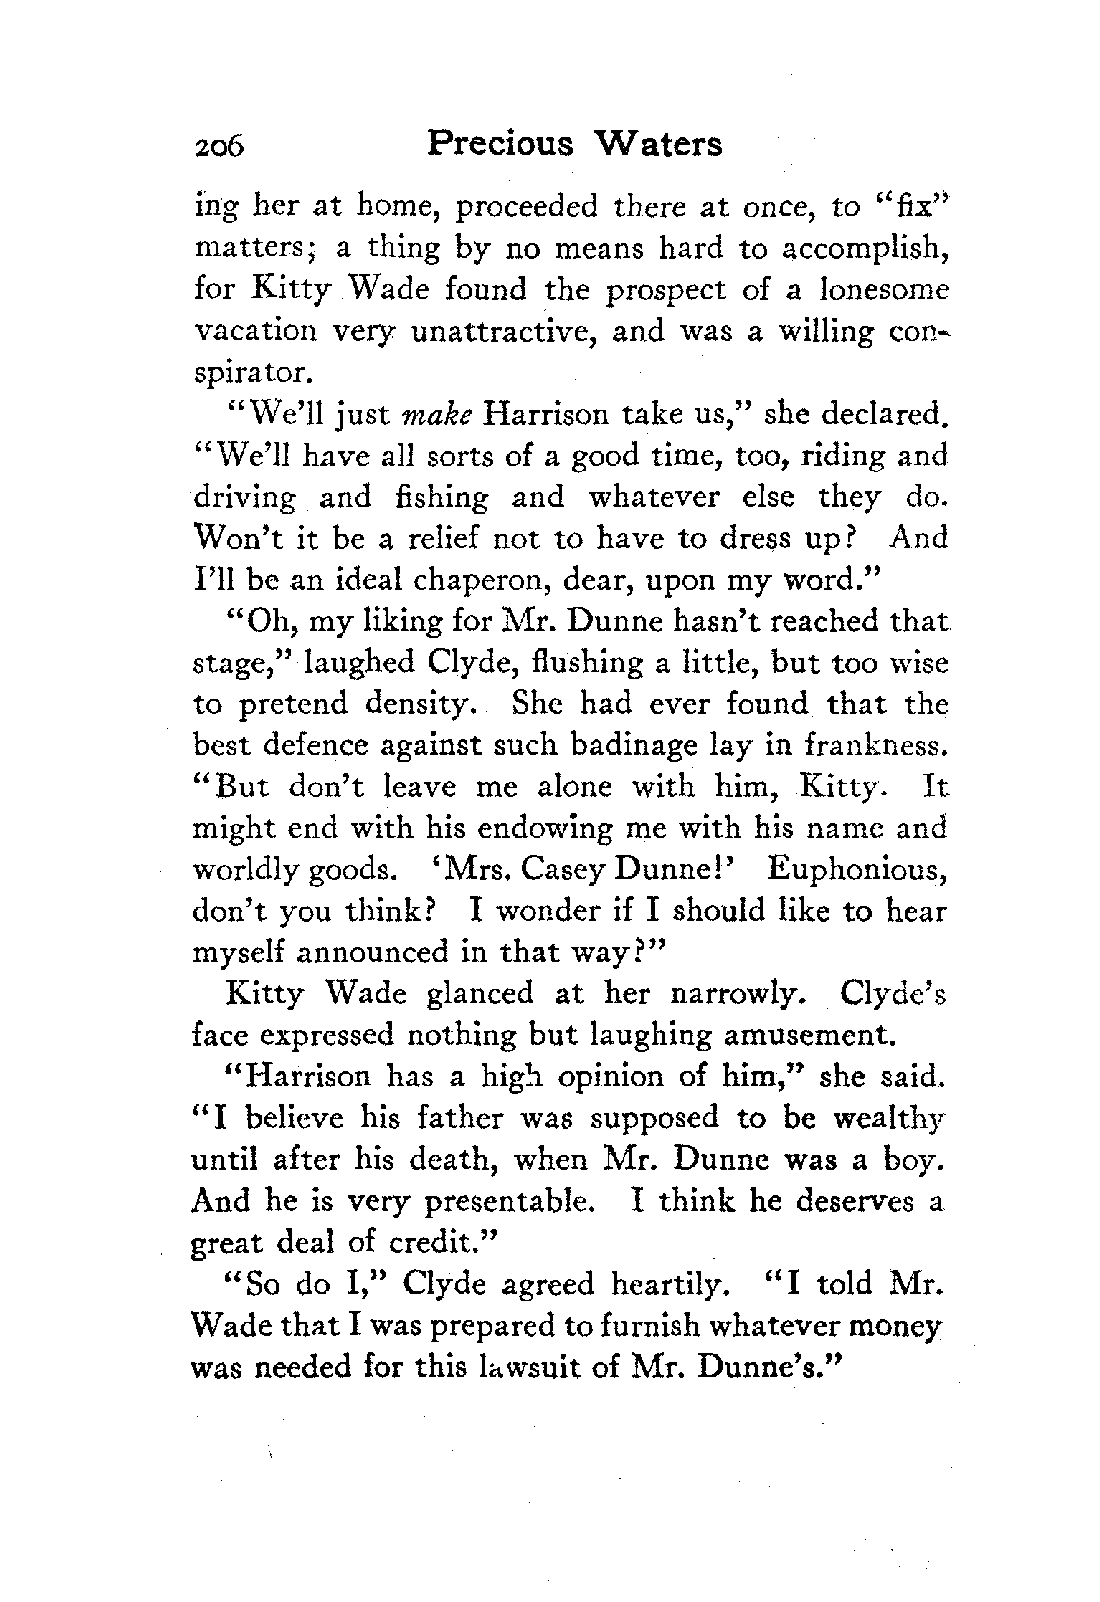 206 Precious Waters
ing her at home, proceeded there at once, to “fix”
matters; a thing by no means hard to accomplish,
for Kitty Wade found the prospect of a lonesome
vacation very unattractive, and was a willing con-
spirator.
“We’ll just make Harrison take us,” she declared.
“We’ll have all sorts of a good time, too, riding and
driving and fishing and whatever else they do.
Won’t it be a relief not to have to dress up? And
I’ll be an ideal chaperon, dear, upon my word.”
“Oh, my liking for Mr. Dunne hasn’t reached that
stage,” laughed Clyde, flushing a little, but too wise
to pretend density. She had ever found that the
best defence against such badinage lay in frankness.
“But don’t leave me alone with him, Kitty. It
might end with his endowing me with his name and
worldly goods. ‘Mrs. Casey Dunne!’ Euphonious,
don’t you think? I wonder if I should like to hear
myself announced in that way?”
Kitty Wade glanced at her narrowly. Clyde’s
face expressed nothing but laughing amusement.
“Harrison has a high opinion of him,” she said.
“I believe his father was supposed to be wealthy
until after his death, when Mr. Dunne was a boy.
And he is very presentable. I think he deserves a
great deal of credit.”
“So do I,” Clyde agreed heartily. “I told Mr.
Wade that I was prepared to furnish whatever money
was needed for this lawsuit of Mr. Dunne’s.”